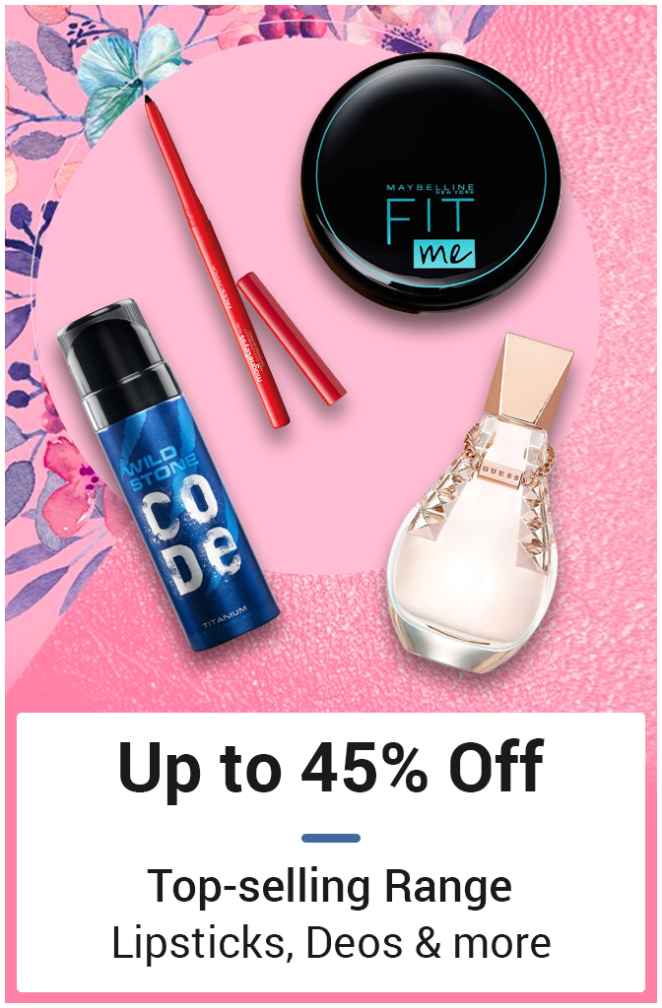 MAYBELLINE
NEW YORK
FIT
me
WILD
STONE
CODE
TITANIUM
GUESS
Up to 45% Off
Top-selling Range
Lipsticks, Deos & more